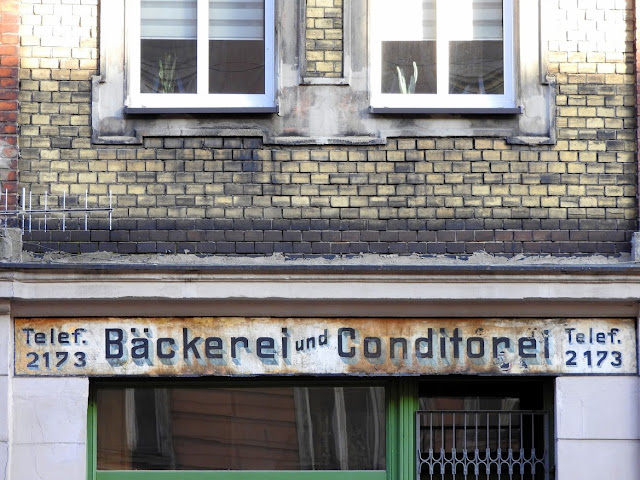 Telef.
2173
Bäckerei und Conditorei
Telef.
2173